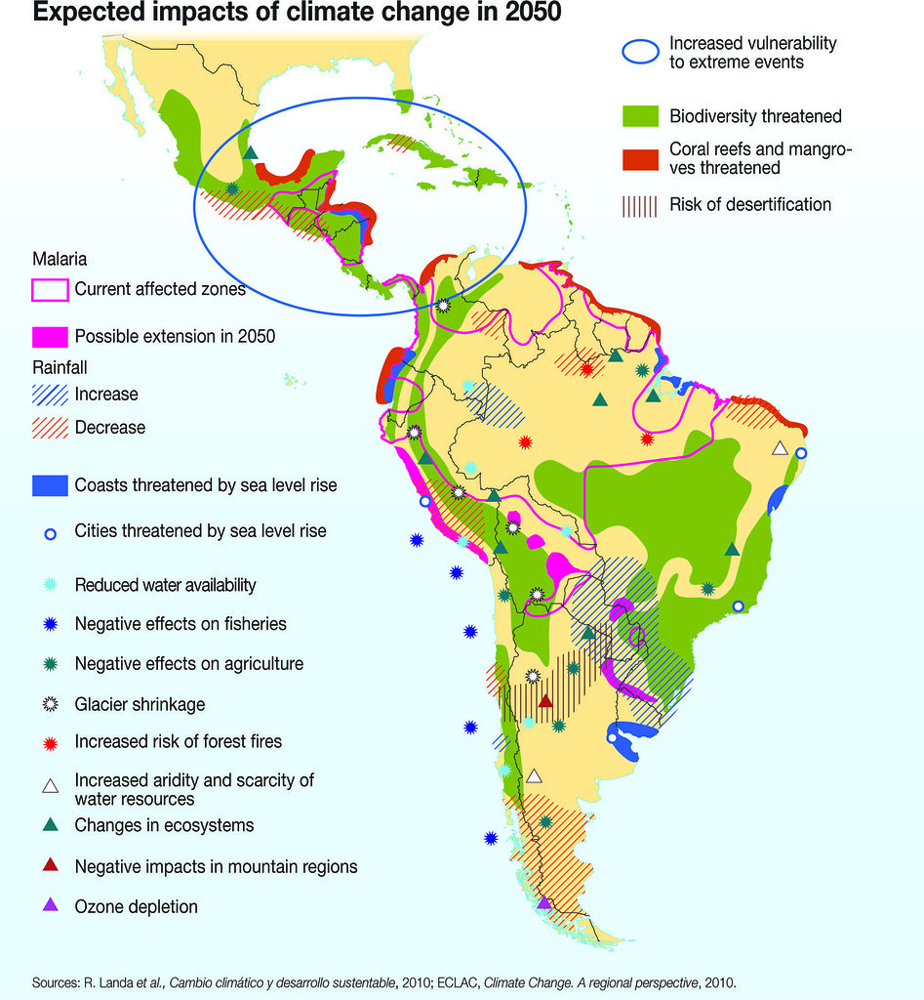 Expected impacts of climate change in 2050
Increased vulnerability
to extreme events
Biodiversity threatened
Coral reefs and mangro-
ves threatened
Risk of desertification
Malaria
Current affected zones
Possible extension in 2050
Rainfall
Increase
Decrease
Coasts threatened by sea level rise
Cities threatened by sea level rise
Reduced water availability
Negative effects on fisheries
Negative effects on agriculture
Glacier shrinkage
Increased risk of forest fires
Increased aridity and scarcity of
water resources
Changes in ecosystems
Negative impacts in mountain regions
Ozone depletion
Sources: R. Landa et al., Cambio climático y desarrollo sustentable, 2010; ECLAC, Climate Change. A regional perspective, 2010.